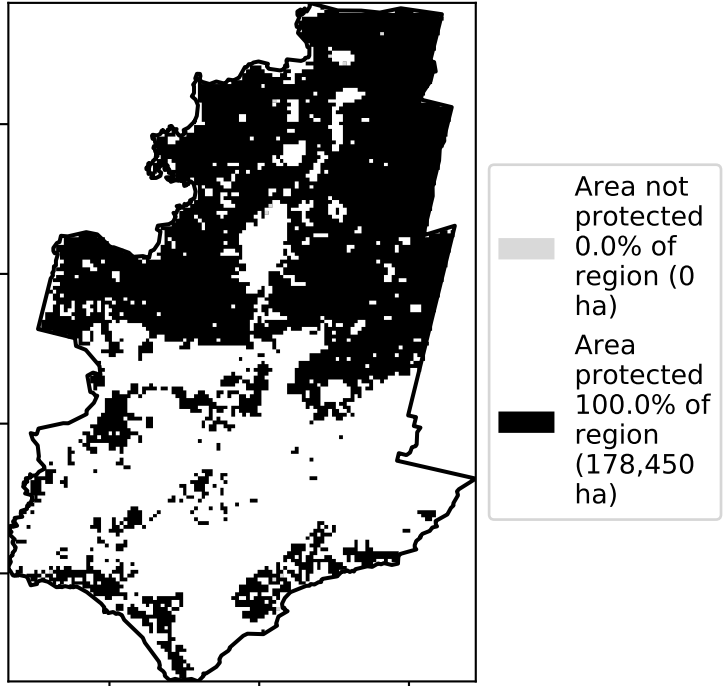 Area not
protected
0.0% of
region (0
ha)
Area
protected
100.0% of
region
(178,450
ha)